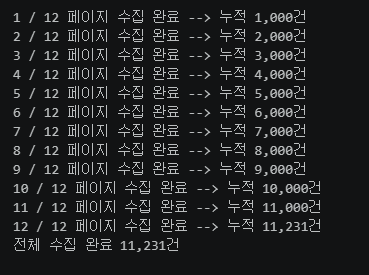 1 / 12 페이지 수집 완료 --> 누적 1,000건
2 / 12 페이지 수집 완료 --> 누적 2,000건
3 / 12 페이지 수집 완료 --> 누적 3,000건
4 / 12 페이지 수집 완료 --> 누적 4,000건
5 / 12 페이지 수집 완료 --> 누적 5,000건
6 / 12 페이지 수집 완료 --> 누적 6,000건
7 / 12 페이지 수집 완료 --> 누적 7,000건
8 / 12 페이지 수집 완료 --> 누적 8,000건
9 / 12 페이지 수집 완료 --> 누적 9,000건
10 / 12 페이지 수집 완료 --> 누적 10,000건
11 / 12 페이지 수집 완료 --> 누적 11,000건
12 / 12 페이지 수집 완료 --> 누적 11,231건
전체 수집 완료 11,231건